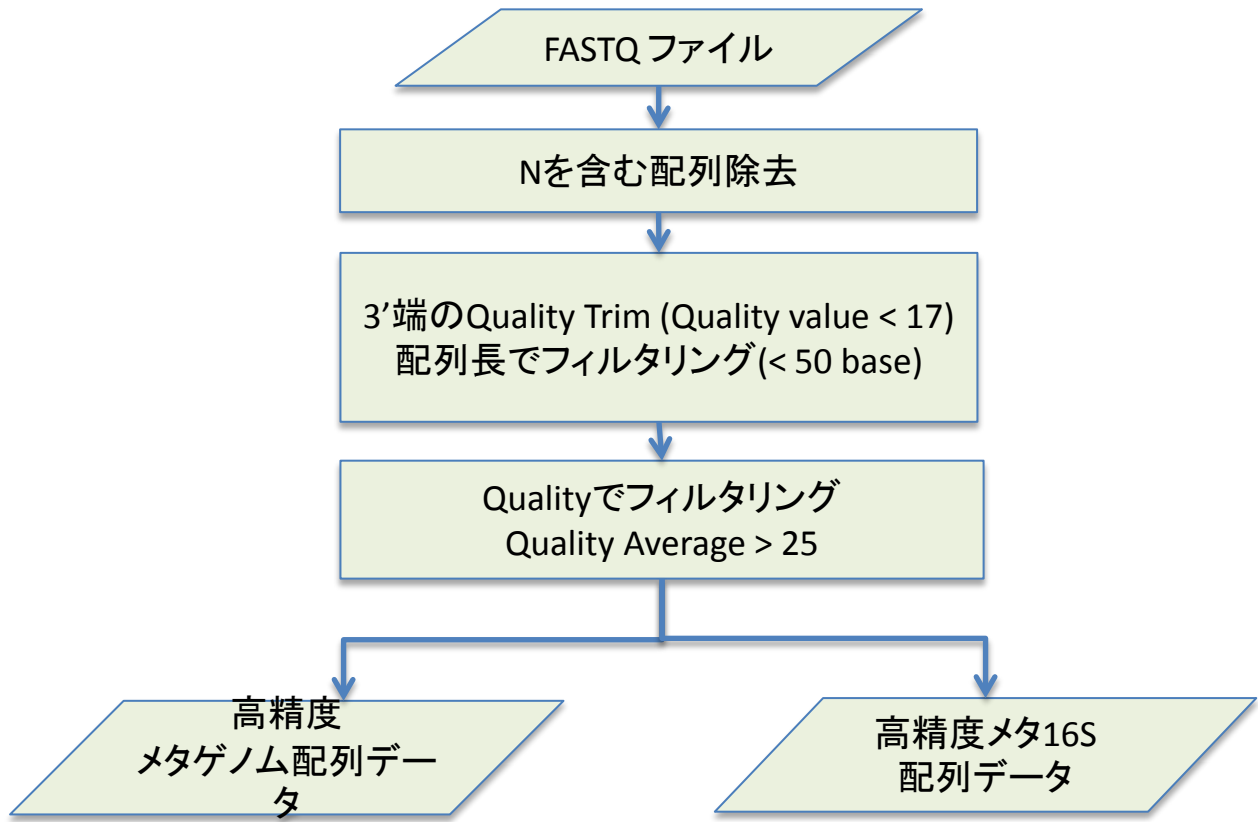 FASTQ ファイル
Nを含む配列除去
3’端のQuality Trim (Quality value < 17)
配列長でフィルタリング(< 50 base)
Qualityでフィルタリング
Quality Average > 25
高精度
メタゲノム配列デー
タ
高精度メタ16S
配列データ